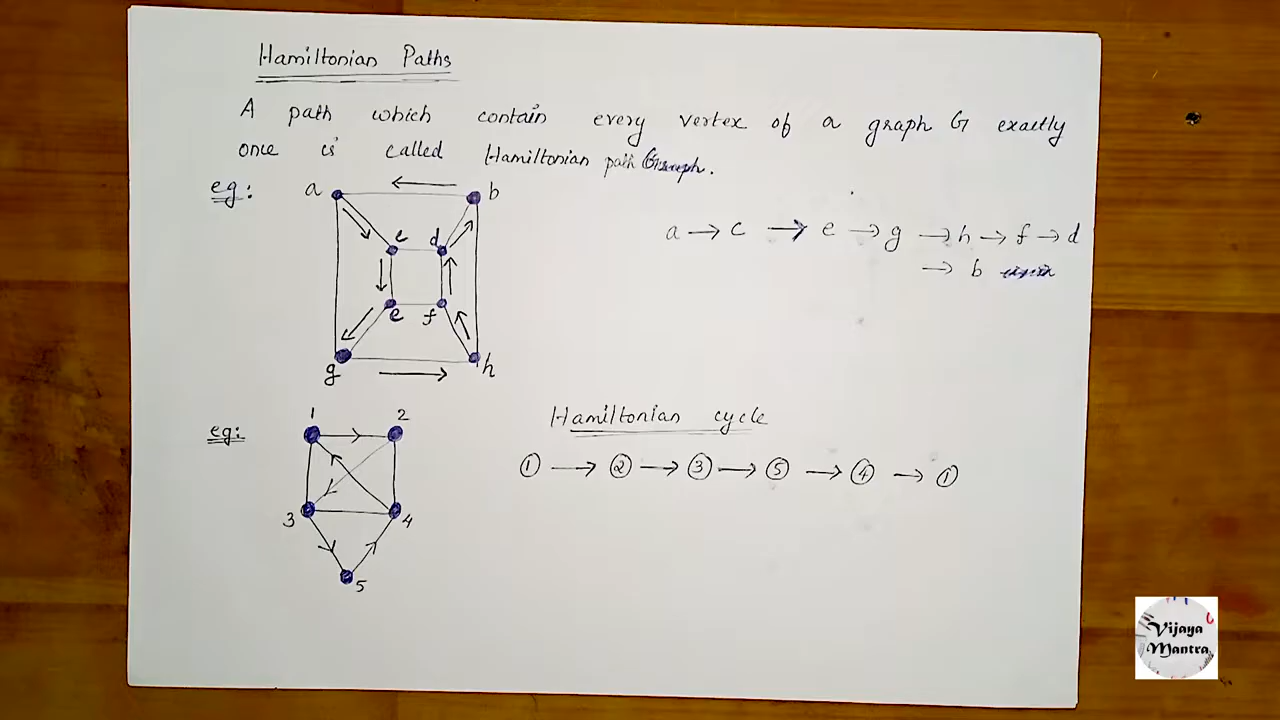 Hamiltonian Paths
A path which contain every vertex of a graph G exactly
once is called Hamiltonian path Graph.
eg:
a b
c d
e f
g h
a → c → e → g → h → f → d
→ b
eg:
1 2
3 4
5
Hamiltonian cycle
① → ② → ③ → ⑤ → ④ → ①
Vijaya
Mantra